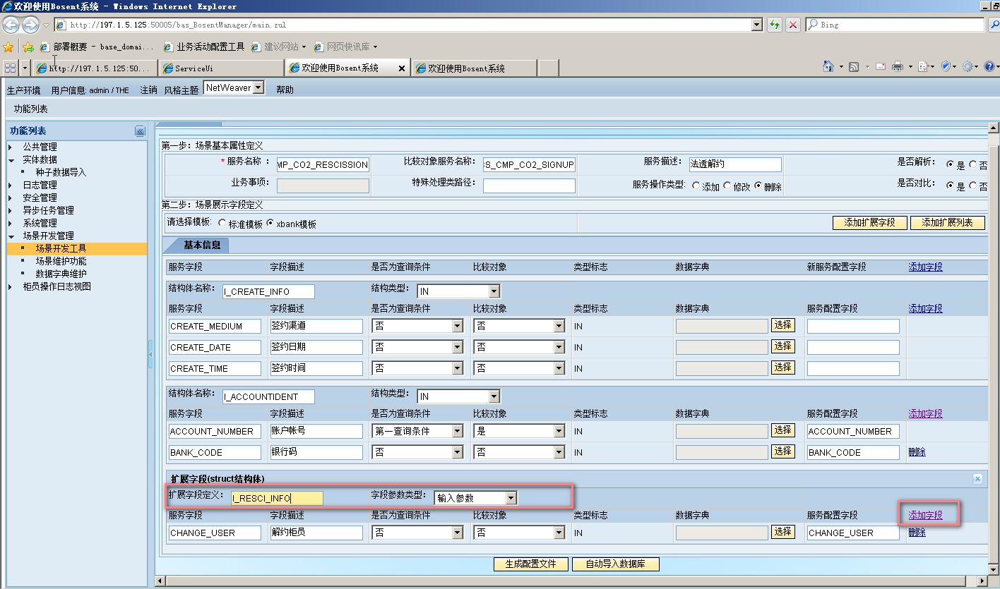 欢迎使用Bosent系统 - Windows Internet Explorer
http://197.1.5.125:50005/bas_BosentManager/main.zul
Bing
部署概要 - base_domai... 业务活动配置工具 建议网站 网页快讯库
http://197.1.5.125:50... ServiceUi 欢迎使用Bosent系统 欢迎使用Bosent系统
生产环境 用户信息: admin / THE 注销 风格主题: NetWeaver 帮助
功能列表
功能列表
公共管理
实体数据
种子数据导入
日志管理
安全管理
异步任务管理
系统管理
场景开发管理
场景开发工具
场景维护功能
数据字典维护
柜员操作日志视图
第一步: 场景基本属性定义
* 服务名称 : MP_CO2_RESCISSION 比较对象服务名称: S_CMP_CO2_SIGNUP 服务描述: 法透解约 是否解析: 是 否
业务事项: 特殊处理类路径: 服务操作类型: 添加 修改 删除 是否对比: 是 否
第二步: 场景展示字段定义
请选择模板: 标准模板 xbank模板 添加扩展字段 添加扩展列表
基本信息
服务字段 字段描述 是否为查询条件 比较对象 类型标志 数据字典 新服务配置字段 添加字段
结构体名称: I_CREATE_INFO 结构类型: IN
服务字段 字段描述 是否为查询条件 比较对象 类型标志 数据字典 服务配置字段 添加字段
CREATE_MEDIUM 签约渠道 否 否 IN 选择
CREATE_DATE 签约日期 否 否 IN 选择
CREATE_TIME 签约时间 否 否 IN 选择
结构体名称: I_ACCOUNTIDENT 结构类型: IN
服务字段 字段描述 是否为查询条件 比较对象 类型标志 数据字典 服务配置字段 添加字段
ACCOUNT_NUMBER 账户帐号 第一查询条件 是 IN 选择 ACCOUNT_NUMBER
BANK_CODE 银行码 否 否 IN 选择 BANK_CODE 删除
扩展字段(struct结构体)
扩展字段定义: I_RESCI_INFO 字段参数类型: 输入参数
服务字段 字段描述 是否为查询条件 比较对象 类型标志 数据字典 服务配置字段 添加字段
CHANGE_USER 解约柜员 否 否 IN 选择 CHANGE_USER 删除
生成配置文件 自动导入数据库